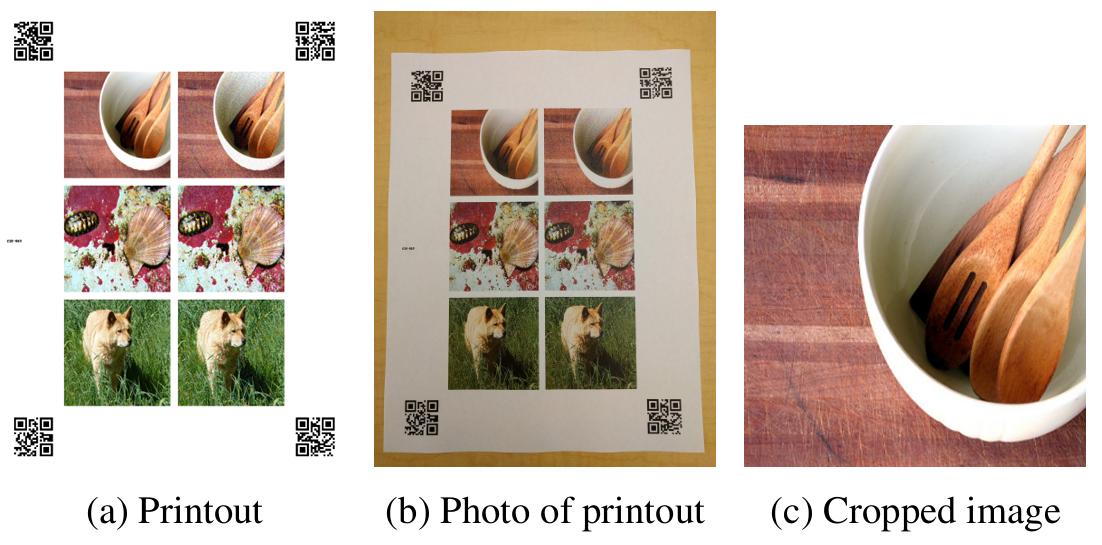 (a) Printout
(b) Photo of printout
(c) Cropped image